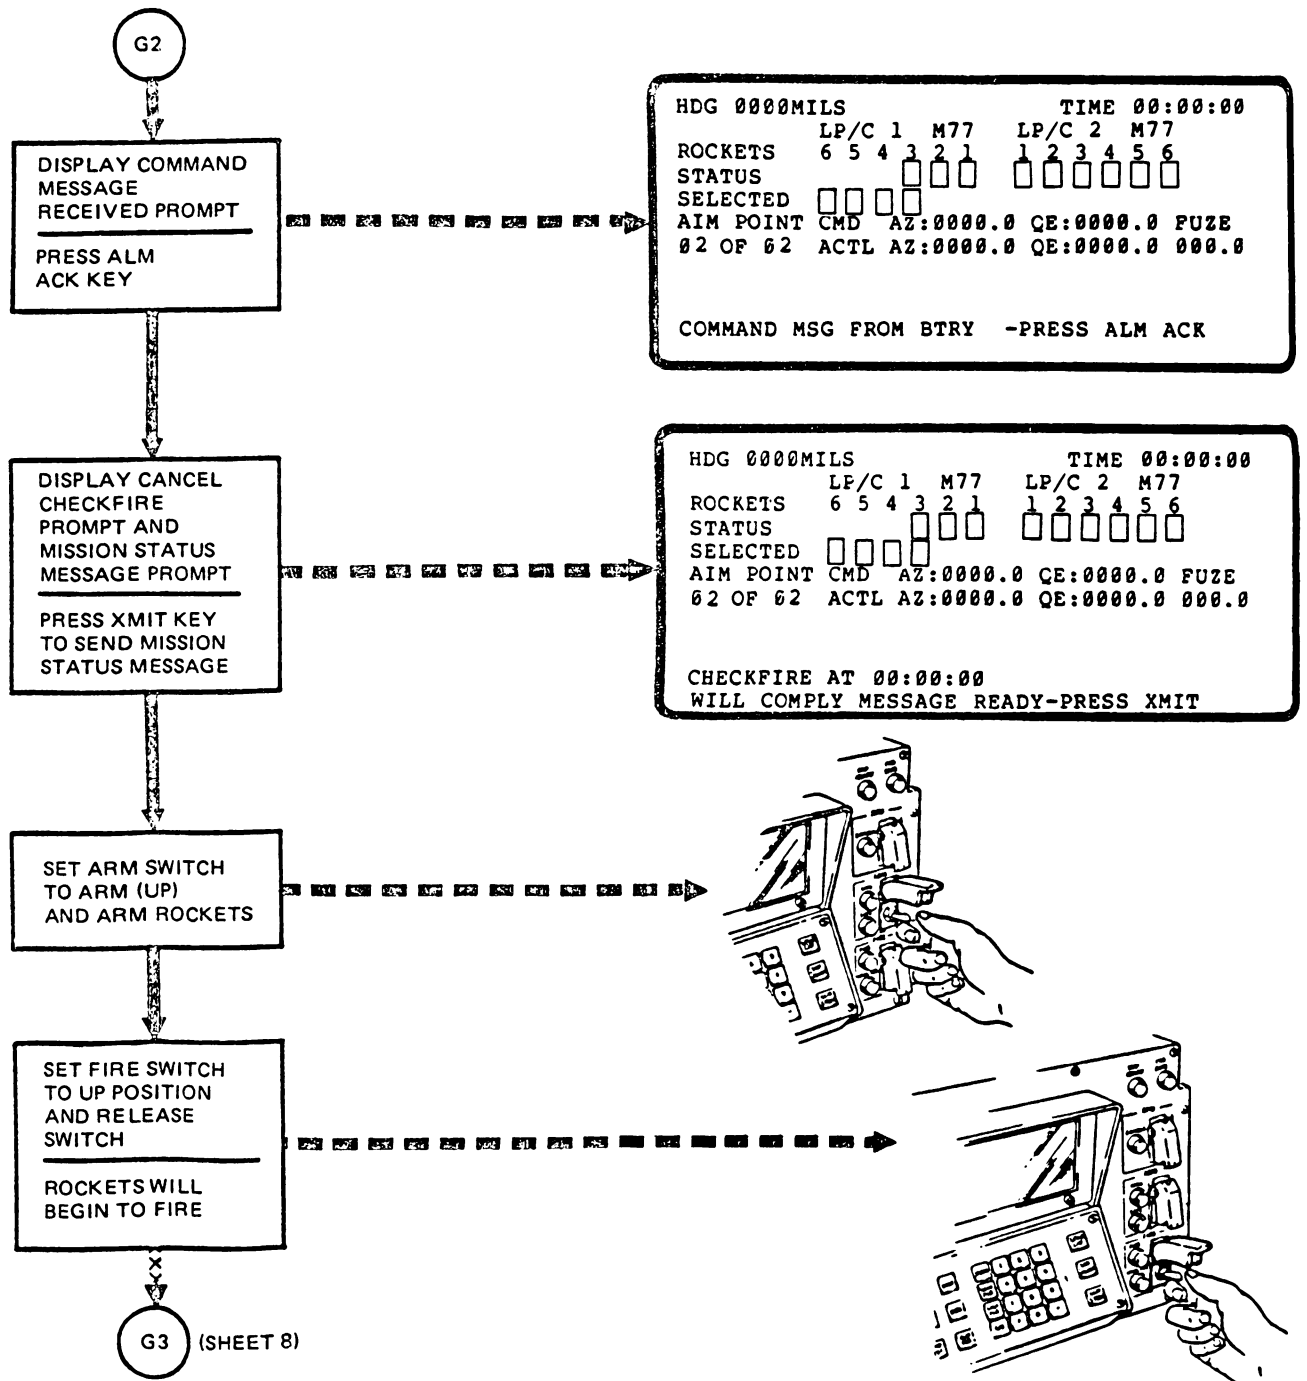 G2
DISPLAY COMMAND
MESSAGE
RECEIVED PROMPT
PRESS ALM
ACK KEY
HDG 0000MILS TIME 00:00:00
LP/C 1 M77 LP/C 2 M77
ROCKETS 6 5 4 3 2 1 1 2 3 4 5 6
STATUS
SELECTED
AIM POINT CMD AZ:0000.0 QE:0000.0 FUZE
02 OF 02 ACTL AZ:0000.0 QE:0000.0 000.0
COMMAND MSG FROM BTRY -PRESS ALM ACK
DISPLAY CANCEL
CHECKFIRE
PROMPT AND
MISSION STATUS
MESSAGE PROMPT
PRESS XMIT KEY
TO SEND MISSION
STATUS MESSAGE
HDG 0000MILS TIME 00:00:00
LP/C 1 M77 LP/C 2 M77
ROCKETS 6 5 4 3 2 1 1 2 3 4 5 6
STATUS
SELECTED
AIM POINT CMD AZ:0000.0 QE:0000.0 FUZE
02 OF 02 ACTL AZ:0000.0 QE:0000.0 000.0
CHECKFIRE AT 00:00:00
WILL COMPLY MESSAGE READY-PRESS XMIT
SET ARM SWITCH
TO ARM (UP)
AND ARM ROCKETS
SET FIRE SWITCH
TO UP POSITION
AND RELEASE
SWITCH
ROCKETS WILL
BEGIN TO FIRE
G3 (SHEET 8)